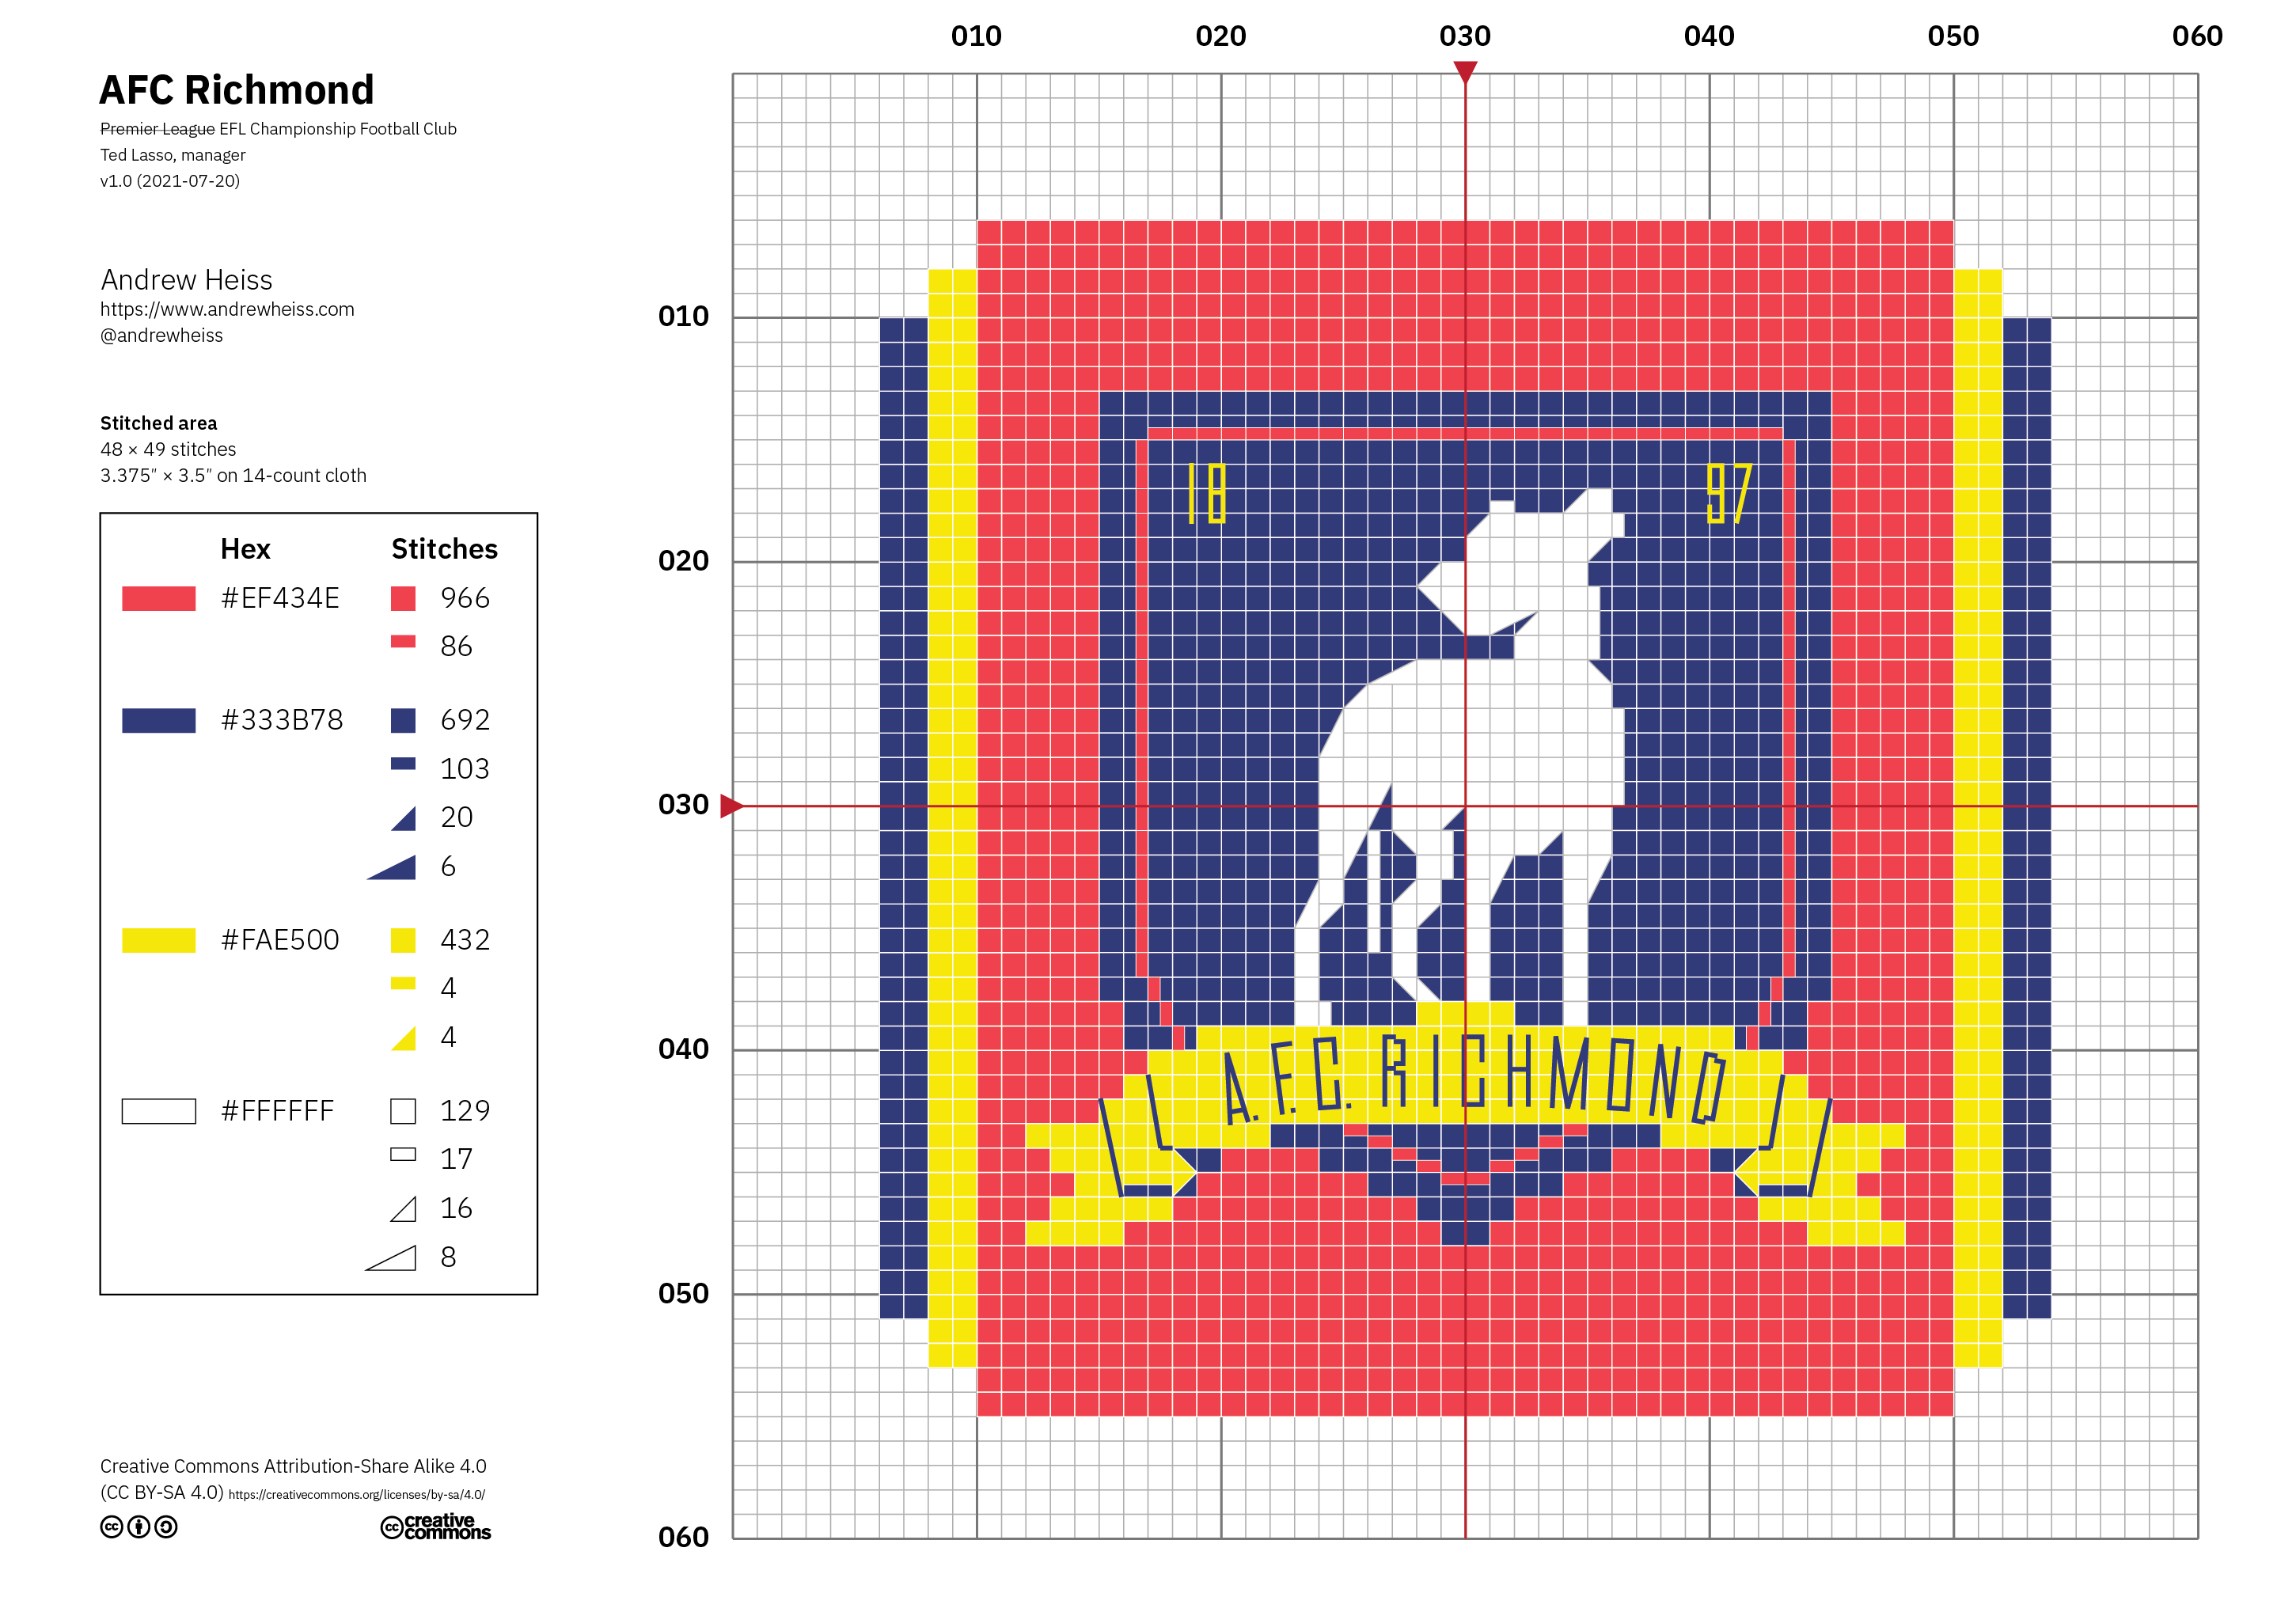 AFC Richmond
Premier League EFL Championship Football Club
Ted Lasso, manager
v1.0 (2021-07-20)
Andrew Heiss
https://www.andrewheiss.com
@andrewheiss
Stitched area
48 × 49 stitches
3.375″ × 3.5″ on 14-count cloth
Hex Stitches
#EF434E 966
86
#333B78 692
103
20
6
#FAE500 432
4
4
#FFFFFF 129
17
16
8
Creative Commons Attribution-Share Alike 4.0
(CC BY-SA 4.0) https://creativecommons.org/licenses/by-sa/4.0/
cc
cc creative commons
010 020 030 040 050 060
010
020
030
040
050
060
18 97
A.F.C. RICHMOND